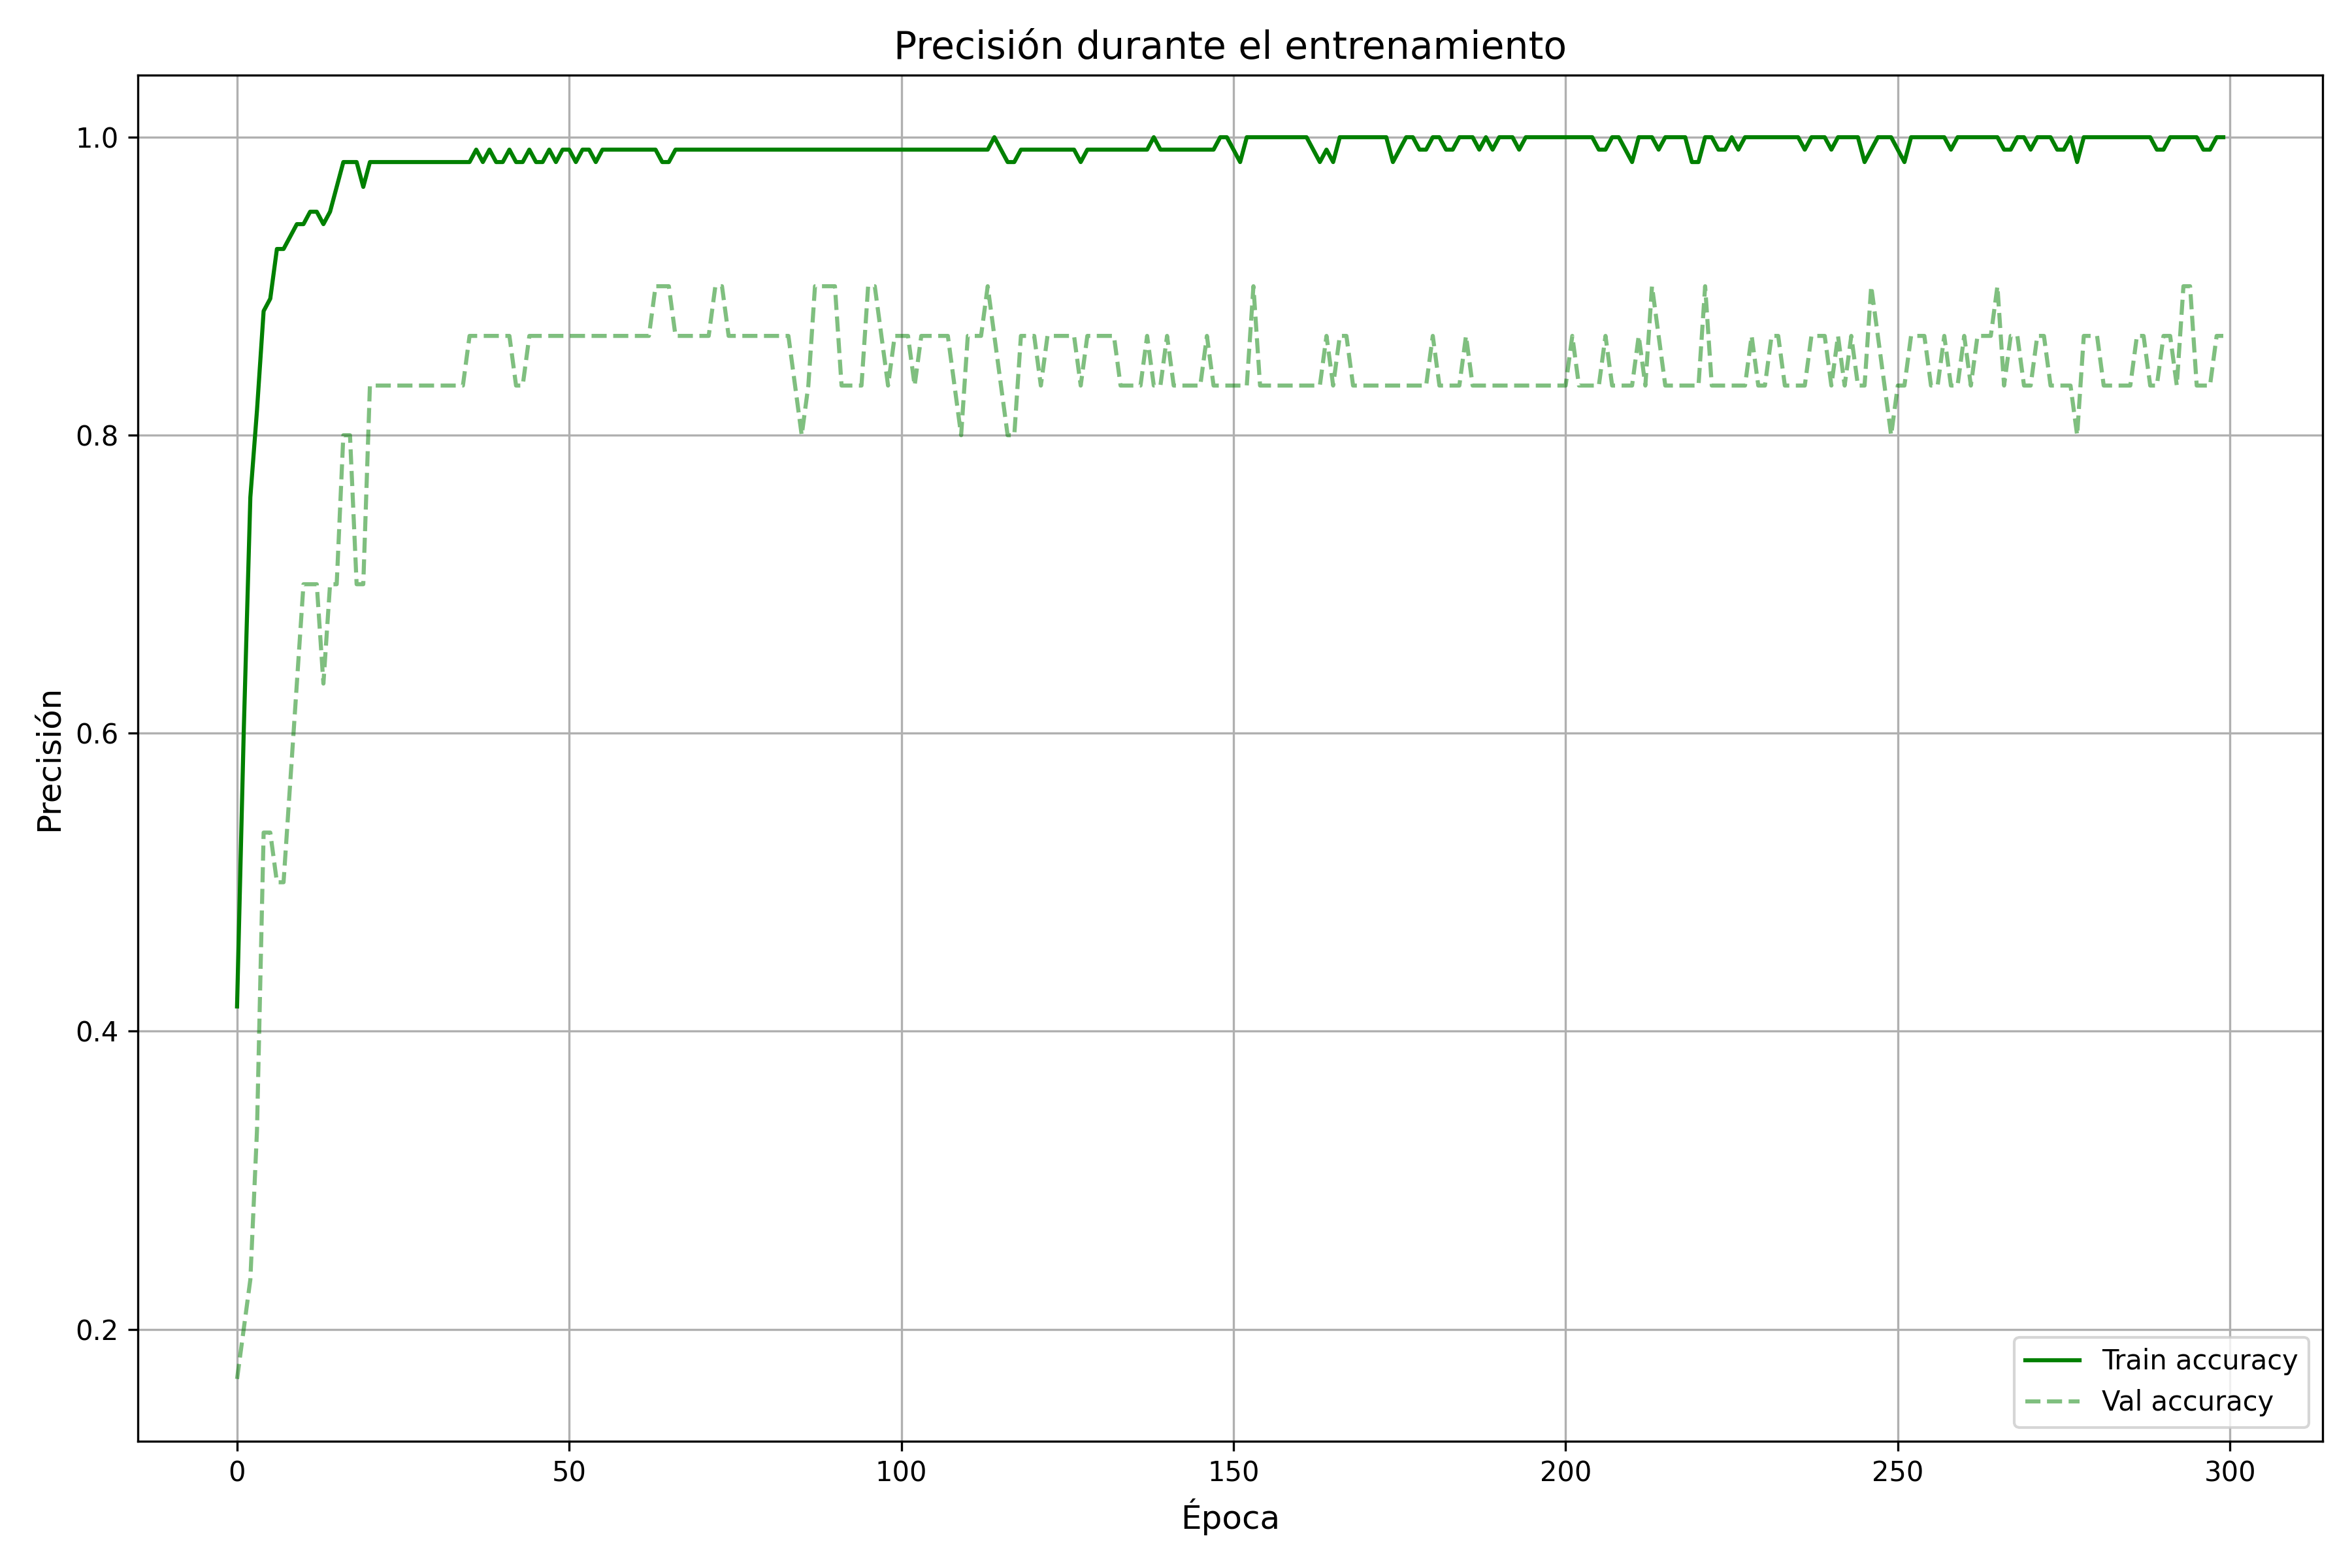 Precisión durante el entrenamiento
Precisión
1.0
0.8
0.6
0.4
0.2
0 50 100 150 200 250 300
Época
Train accuracy
Val accuracy